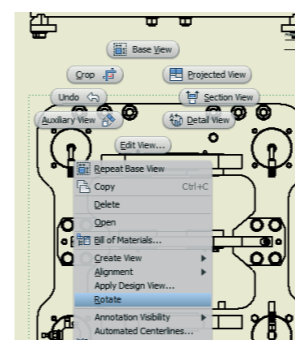 Base View
Crop
Projected View
Undo
Section View
Auxiliary View
Detail View
Edit View...
Repeat Base View
Copy Ctrl+C
Delete
Open
Bill of Materials...
Create View
Alignment
Apply Design View...
Rotate
Annotation Visibility
Automated Centerlines...